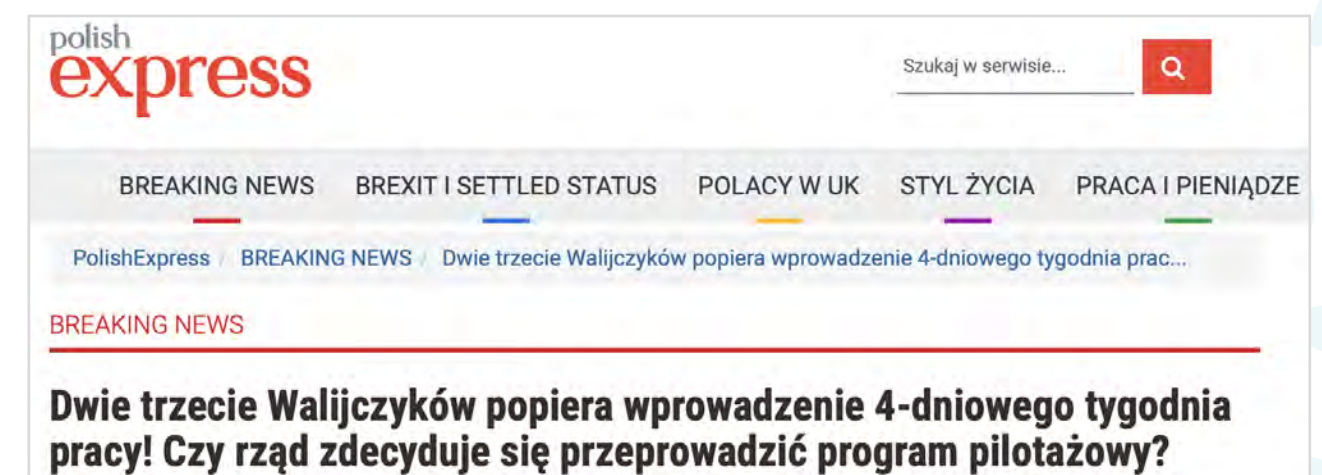 polish
express
Szukaj w serwisie...
BREAKING NEWS BREXIT I SETTLED STATUS POLACY W UK STYL ŻYCIA PRACA I PIENIĄDZE
PolishExpress / BREAKING NEWS / Dwie trzecie Walijczyków popiera wprowadzenie 4-dniowego tygodnia prac...
BREAKING NEWS
Dwie trzecie Walijczyków popiera wprowadzenie 4-dniowego tygodnia
pracy! Czy rząd zdecyduje się przeprowadzić program pilotażowy?